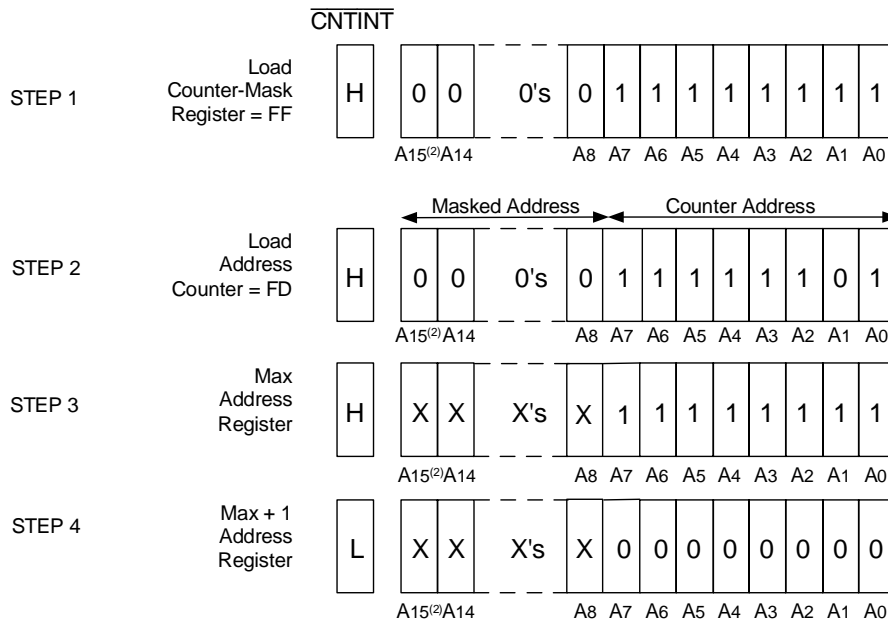 CNTINT
STEP 1
Load
Counter-Mask
Register = FF
H 0 0 0's 0 1 1 1 1 1 1 1 1
A15(2) A14 A8 A7 A6 A5 A4 A3 A2 A1 A0
Masked Address Counter Address
STEP 2
Load
Address
Counter = FD
H 0 0 0's 0 1 1 1 1 1 1 0 1
A15(2) A14 A8 A7 A6 A5 A4 A3 A2 A1 A0
STEP 3
Max
Address
Register
H X X X's X 1 1 1 1 1 1 1 1
A15(2) A14 A8 A7 A6 A5 A4 A3 A2 A1 A0
STEP 4
Max + 1
Address
Register
L X X X's X 0 0 0 0 0 0 0 0
A15(2) A14 A8 A7 A6 A5 A4 A3 A2 A1 A0